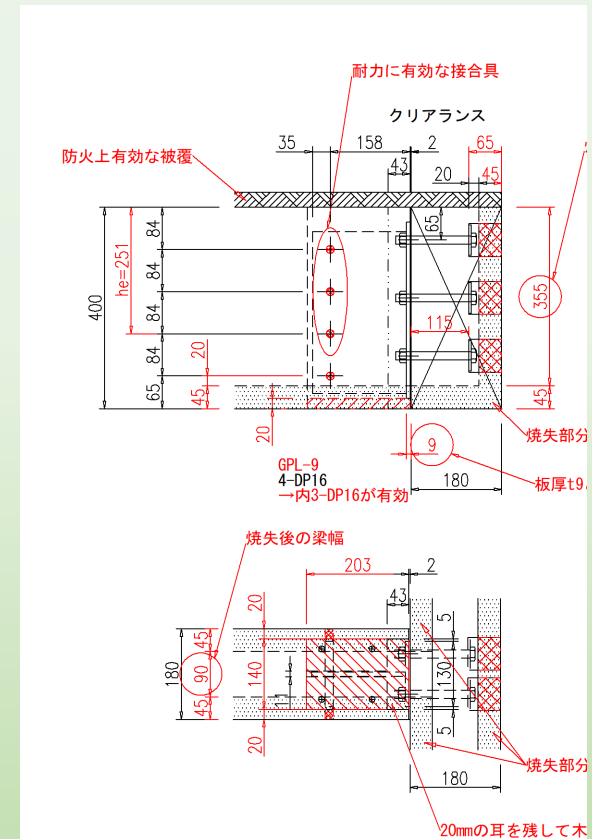 耐力に有効な接合具
クリアランス
防火上有効な被覆
35 158 2 65
43 20 45
65
84
84
he=251
84
84
400
20
65
45
20
115
355
45
焼失部分
9
GPL-9
4-DP16
→内3-DP16が有効
180
板厚t9
焼失後の梁幅
203 2
43
20
45
180
90
140
11
45
20
5
130
5
焼失部分
180
20mmの耳を残して木